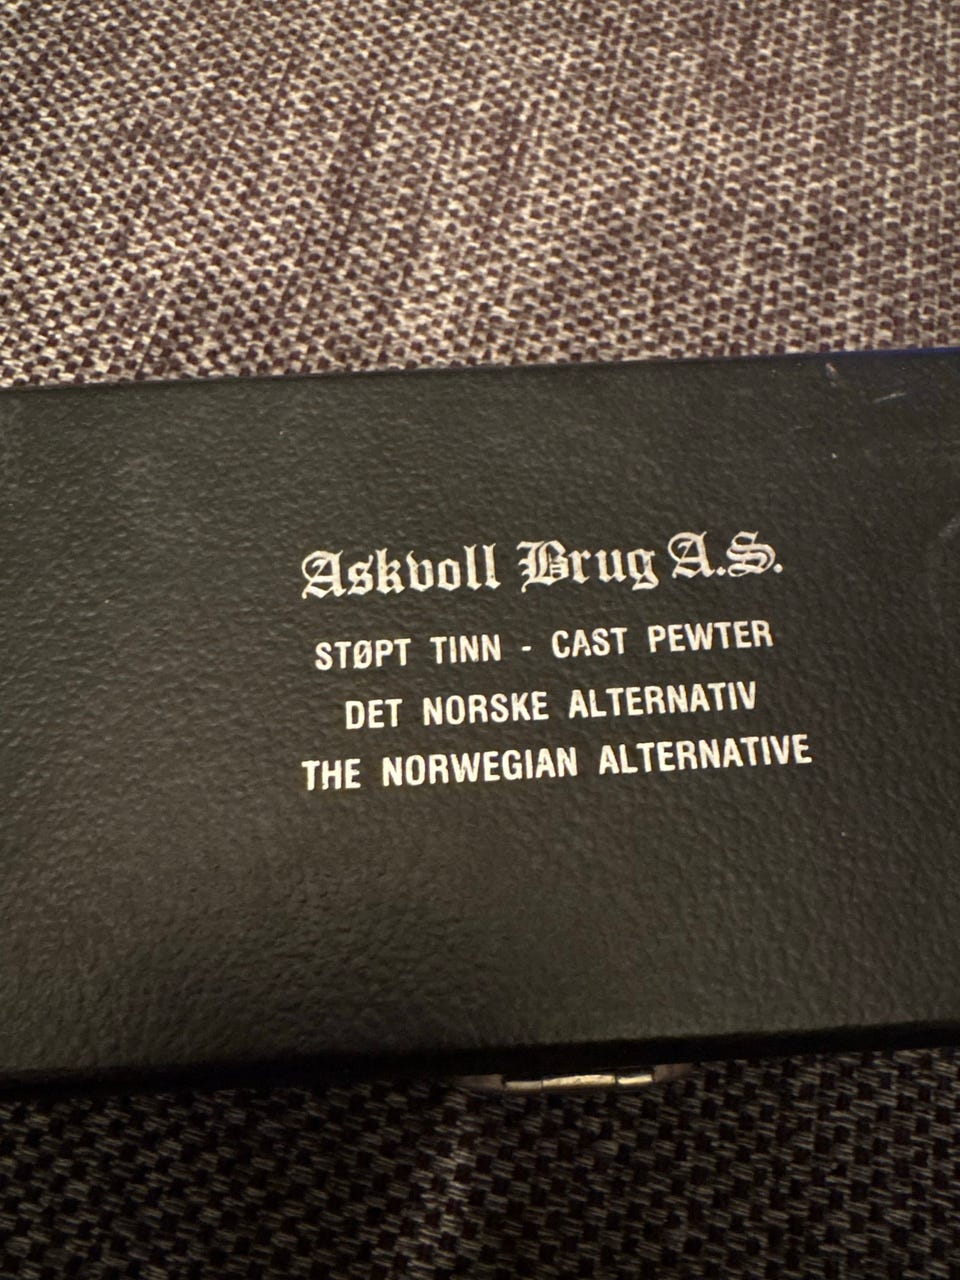 Askvoll Brug A.S.
STØPT TINN - CAST PEWTER
DET NORSKE ALTERNATIV
THE NORWEGIAN ALTERNATIVE